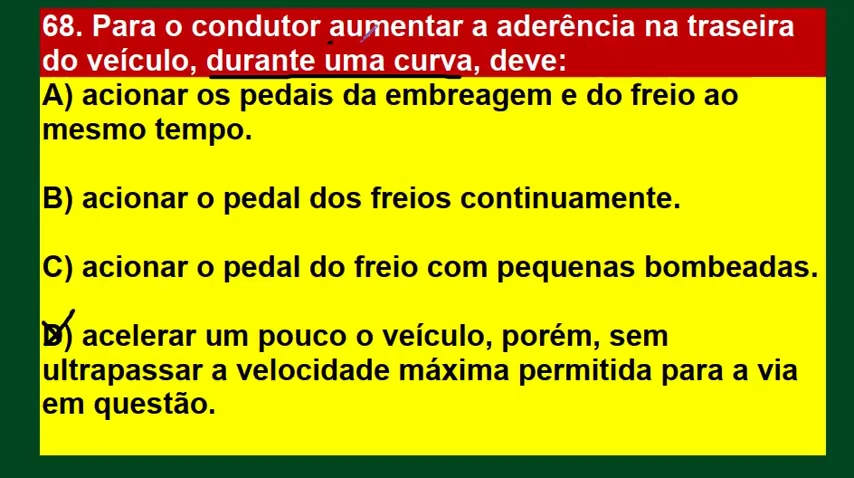 68. Para o condutor aumentar a aderência na traseira
do veículo, durante uma curva, deve:
A) acionar os pedais da embreagem e do freio ao
mesmo tempo.
B) acionar o pedal dos freios continuamente.
C) acionar o pedal do freio com pequenas bombeadas.
D) acelerar um pouco o veículo, porém, sem
ultrapassar a velocidade máxima permitida para a via
em questão.